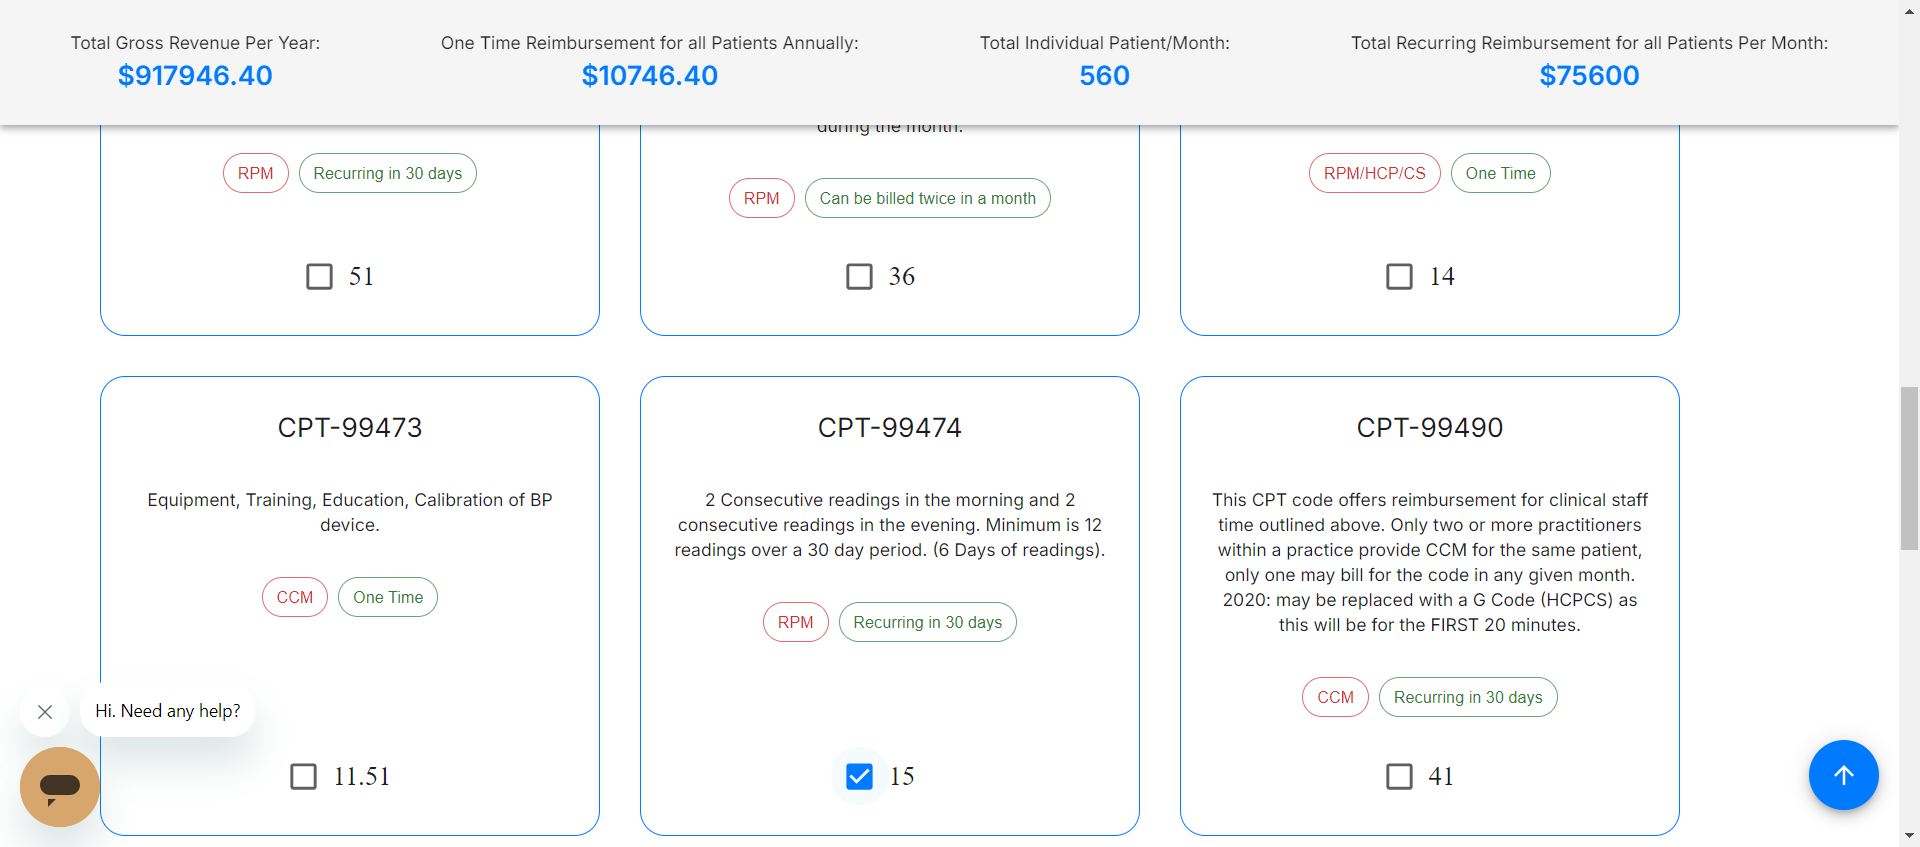 Total Gross Revenue Per Year:
$917946.40
One Time Reimbursement for all Patients Annually:
$10746.40
Total Individual Patient/Month:
560
Total Recurring Reimbursement for all Patients Per Month:
$75600
during the month.
RPM
Recurring in 30 days
51
RPM
Can be billed twice in a month
36
RPM/HCP/CS
One Time
14
CPT-99473
Equipment, Training, Education, Calibration of BP
device.
CCM
One Time
11.51
CPT-99474
2 Consecutive readings in the morning and 2
consecutive readings in the evening. Minimum is 12
readings over a 30 day period. (6 Days of readings).
RPM
Recurring in 30 days
15
CPT-99490
This CPT code offers reimbursement for clinical staff
time outlined above. Only two or more practitioners
within a practice provide CCM for the same patient,
only one may bill for the code in any given month.
2020: may be replaced with a G Code (HCPCS) as
this will be for the FIRST 20 minutes.
CCM
Recurring in 30 days
41
Hi. Need any help?